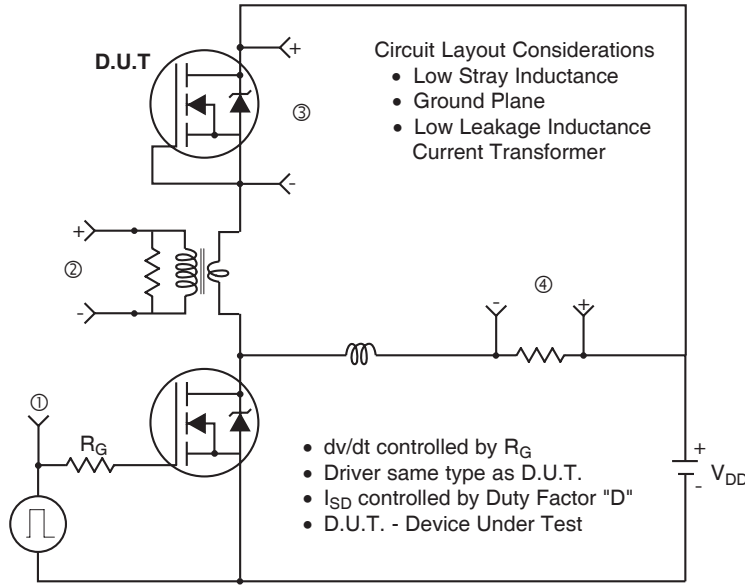 D.U.T
+
Circuit Layout Considerations
• Low Stray Inductance
• Ground Plane
③
• Low Leakage Inductance
Current Transformer
-
+
②
-
④
-
+
①
R_G
• dv/dt controlled by R_G
• Driver same type as D.U.T.
• I_SD controlled by Duty Factor "D"
• D.U.T. - Device Under Test
+
V_DD
-